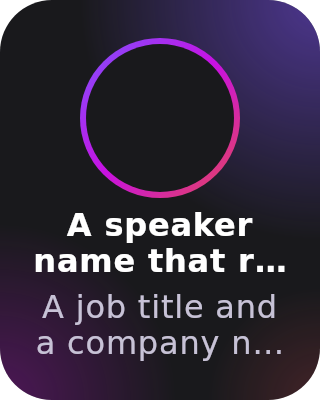 A speaker
name that r…
A job title and
a company n…